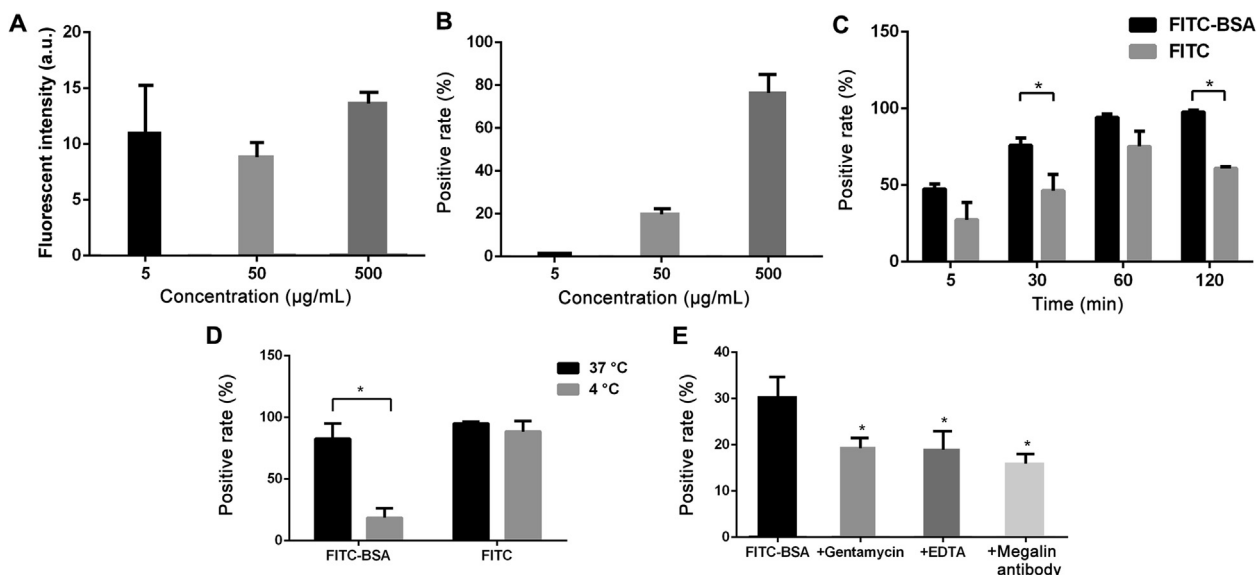 A
Fluorescent intensity (a.u.)
20
15
10
5
0
5 50 500
Concentration (µg/mL)
B
Positive rate (%)
100
80
60
40
20
0
5 50 500
Concentration (µg/mL)
C
FITC-BSA
FITC
Positive rate (%)
150
100
50
0
* *
5 30 60 120
Time (min)
D
37 °C
4 °C
Positive rate (%)
150
100
50
0
*
FITC-BSA FITC
E
Positive rate (%)
40
30
20
10
0
* * *
FITC-BSA +Gentamycin +EDTA +Megalin
antibody